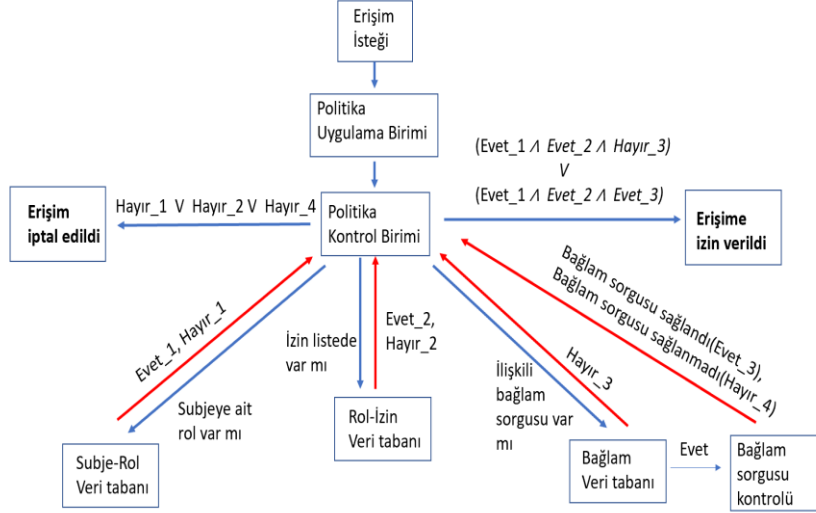 Erişim
İsteği
Politika
Uygulama Birimi
(Evet_1 Λ Evet_2 Λ Hayır_3)
V
(Evet_1 Λ Evet_2 Λ Evet_3)
Erişim
iptal edildi
Hayır_1 V Hayır_2 V Hayır_4
Politika
Kontrol Birimi
Erişime
izin verildi
Evet_1, Hayır_1
Subjeye ait
rol var mı
İzin listede
var mı
Evet_2,
Hayır_2
İlişkili
bağlam
sorgusu var
mı
Hayır_3
Bağlam sorgusu sağlandı(Evet_3),
Bağlam sorgusu sağlanmadı(Hayır_4)
Subje-Rol
Veri tabanı
Rol-İzin
Veri tabanı
Bağlam
Veri tabanı
Evet
Bağlam
sorgusu
kontrolü